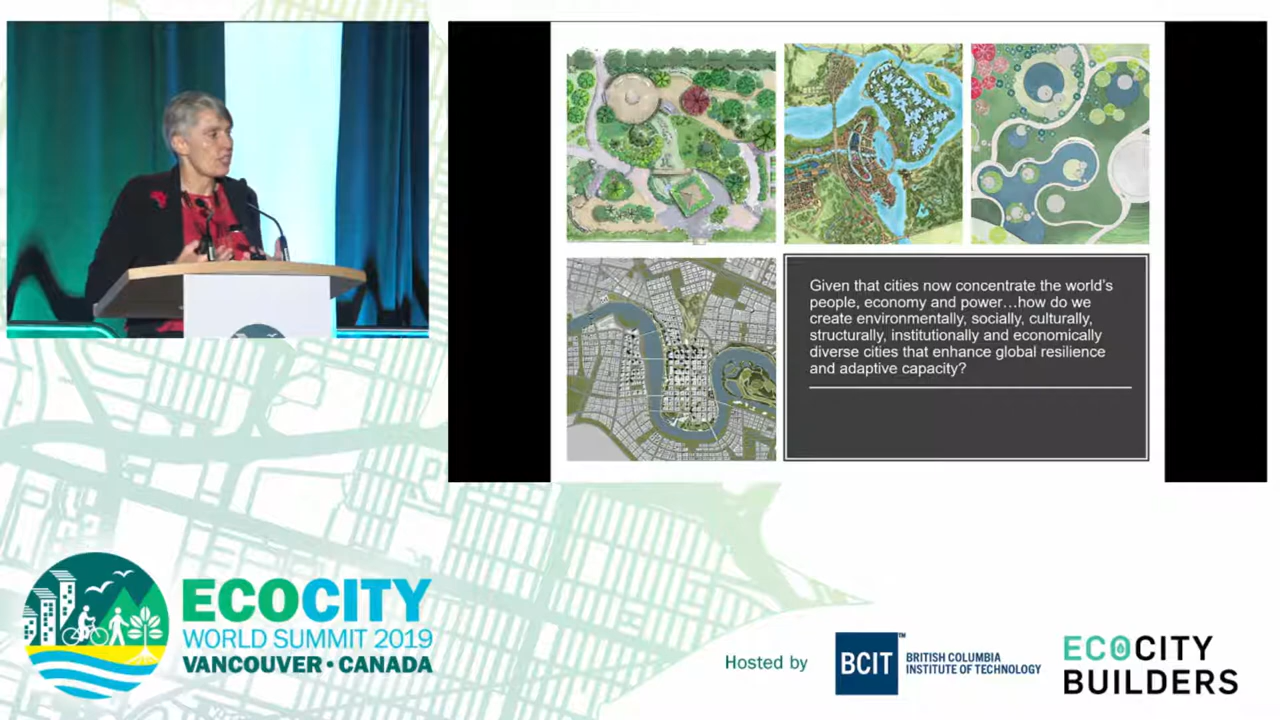 Given that cities now concentrate the world's
people, economy and power…how do we
create environmentally, socially, culturally,
structurally, institutionally and economically
diverse cities that enhance global resilience
and adaptive capacity?
ECOCITY
WORLD SUMMIT 2019
VANCOUVER • CANADA
Hosted by
BCIT™
BRITISH COLUMBIA
INSTITUTE OF TECHNOLOGY
ECOCITY
BUILDERS